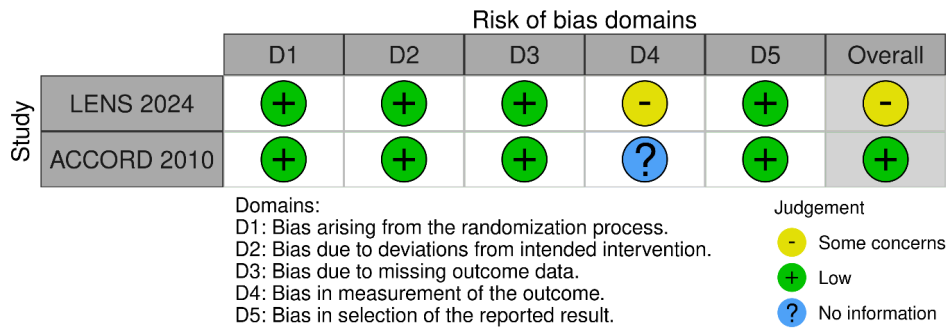 Risk of bias domains
D1 D2 D3 D4 D5 Overall
Study
LENS 2024 + + + - + -
ACCORD 2010 + + + ? + +
Domains:
D1: Bias arising from the randomization process.
D2: Bias due to deviations from intended intervention.
D3: Bias due to missing outcome data.
D4: Bias in measurement of the outcome.
D5: Bias in selection of the reported result.
Judgement
- Some concerns
+ Low
? No information